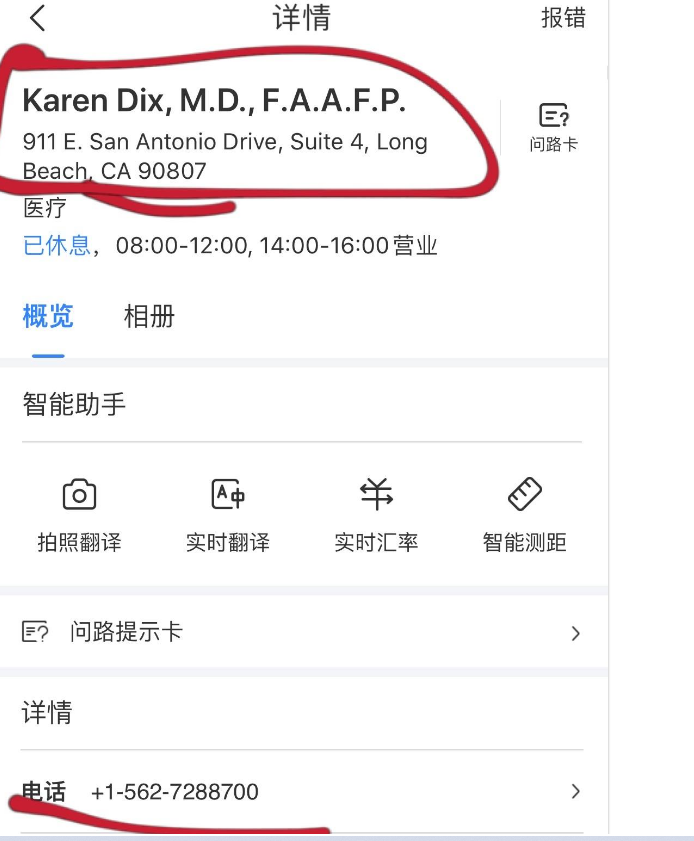 详情
报错
Karen Dix, M.D., F.A.A.F.P.
911 E. San Antonio Drive, Suite 4, Long
Beach, CA 90807
问路卡
医疗
已休息，08:00-12:00, 14:00-16:00营业
概览 相册
智能助手
拍照翻译 实时翻译 实时汇率 智能测距
问路提示卡
详情
电话 +1-562-7288700